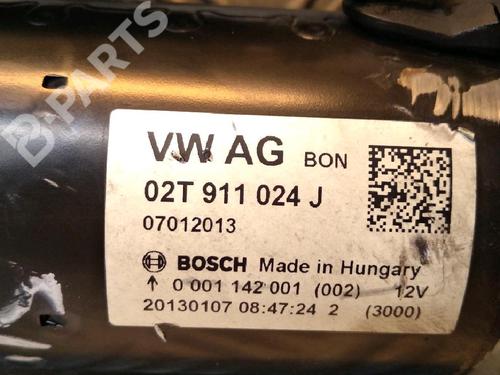 B-PARTS
VW AG BON
02T 911 024 J
07012013
BOSCH Made in Hungary
↑ 0 001 142 001 (002) 12V
20130107 08:47:24 2 (3000)